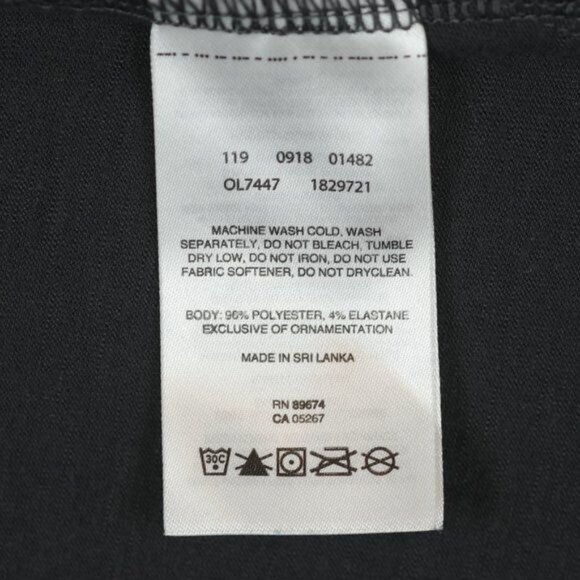 119 0918 01482
OL7447 1829721
MACHINE WASH COLD, WASH
SEPARATELY, DO NOT BLEACH, TUMBLE
DRY LOW, DO NOT IRON, DO NOT USE
FABRIC SOFTENER, DO NOT DRYCLEAN.
BODY: 96% POLYESTER, 4% ELASTANE
EXCLUSIVE OF ORNAMENTATION
MADE IN SRI LANKA
RN 89674
CA 05267
30C